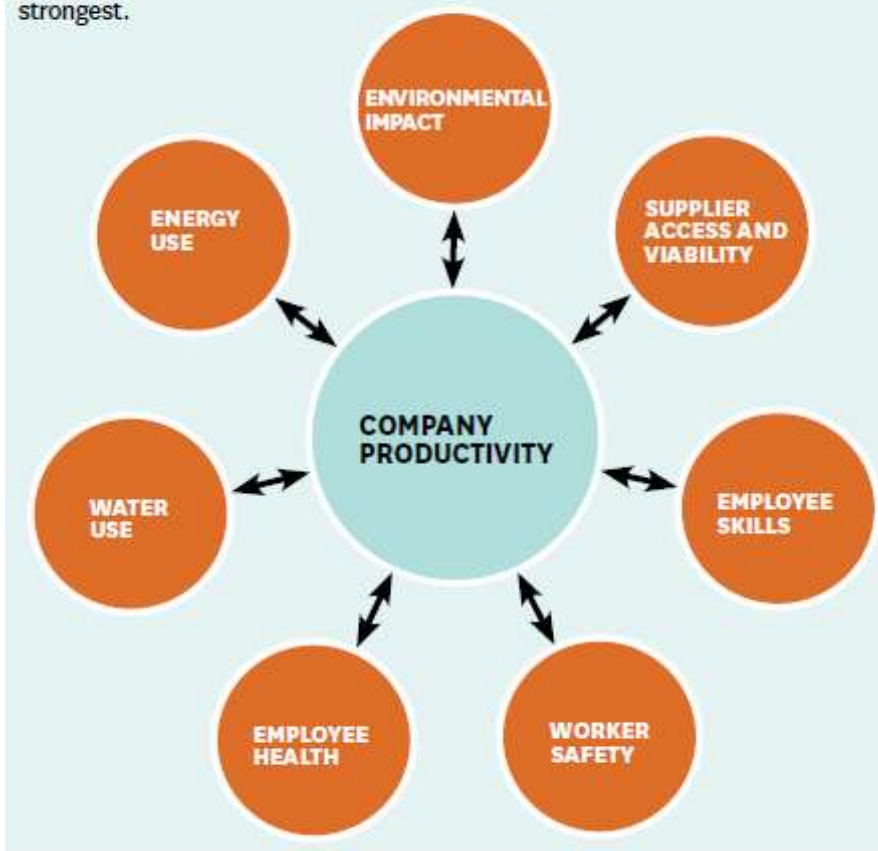 strongest.
ENVIRONMENTAL
IMPACT
SUPPLIER
ACCESS AND
VIABILITY
EMPLOYEE
SKILLS
WORKER
SAFETY
EMPLOYEE
HEALTH
WATER
USE
ENERGY
USE
COMPANY
PRODUCTIVITY